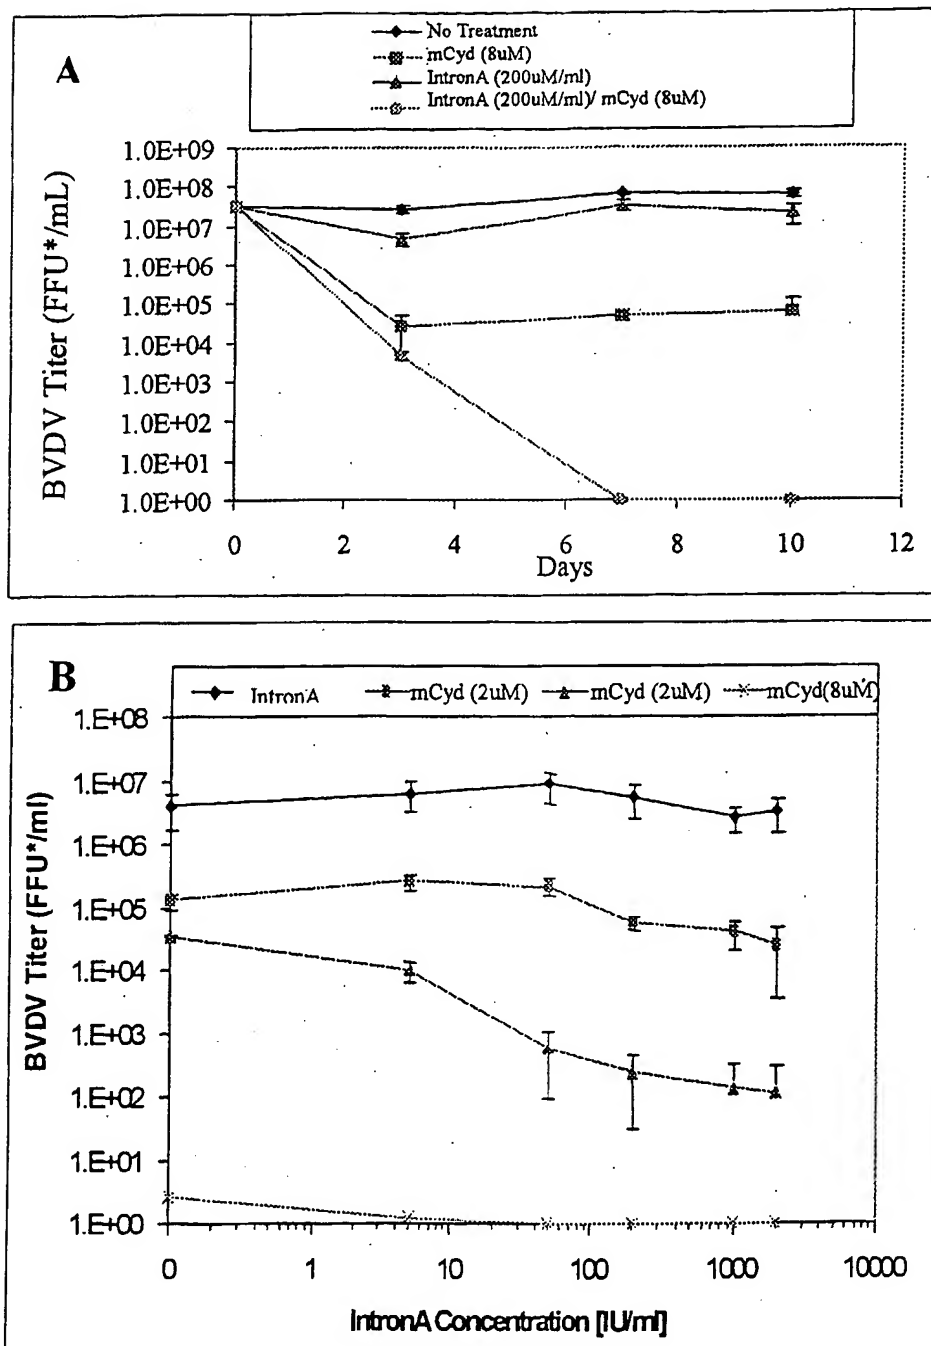 A
No Treatment
mCyd (8uM)
IntronA (200uM/ml)
IntronA (200uM/ml)/ mCyd (8uM)
BVDV Titer (FFU*/mL)
1.0E+09
1.0E+08
1.0E+07
1.0E+06
1.0E+05
1.0E+04
1.0E+03
1.0E+02
1.0E+01
1.0E+00
0 2 4 6 8 10 12
Days
B
IntronA mCyd (2uM) mCyd (2uM) mCyd(8uM)
BVDV Titer (FFU*/ml)
1.E+08
1.E+07
1.E+06
1.E+05
1.E+04
1.E+03
1.E+02
1.E+01
1.E+00
0 1 10 100 1000 10000
IntronA Concentration [IU/ml]